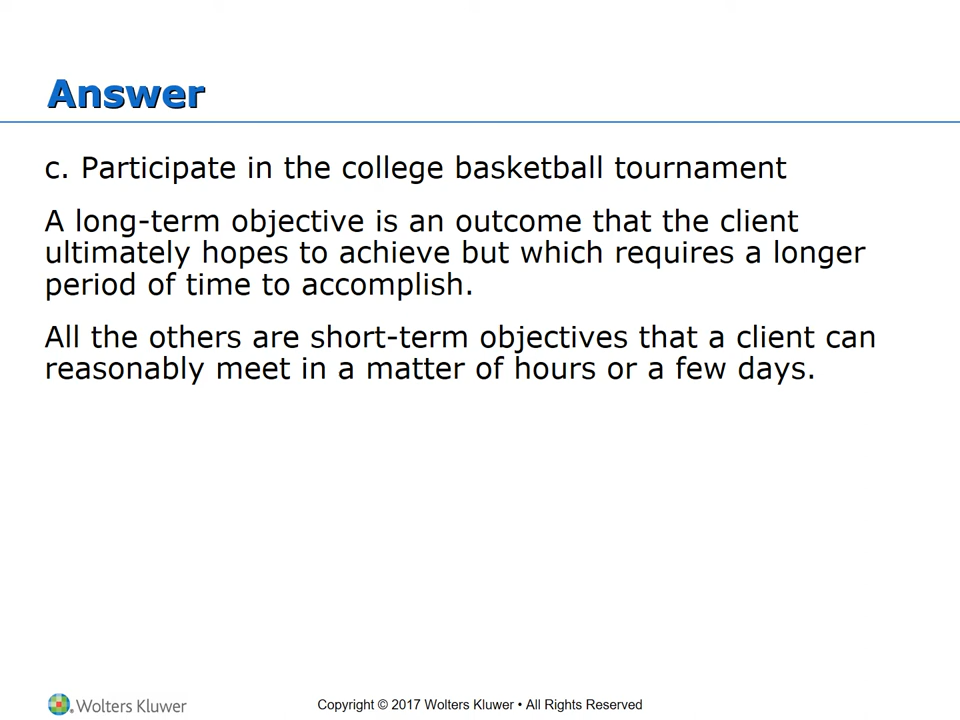 Answer
c. Participate in the college basketball tournament
A long-term objective is an outcome that the client
ultimately hopes to achieve but which requires a longer
period of time to accomplish.
All the others are short-term objectives that a client can
reasonably meet in a matter of hours or a few days.
Wolters Kluwer
Copyright © 2017 Wolters Kluwer • All Rights Reserved